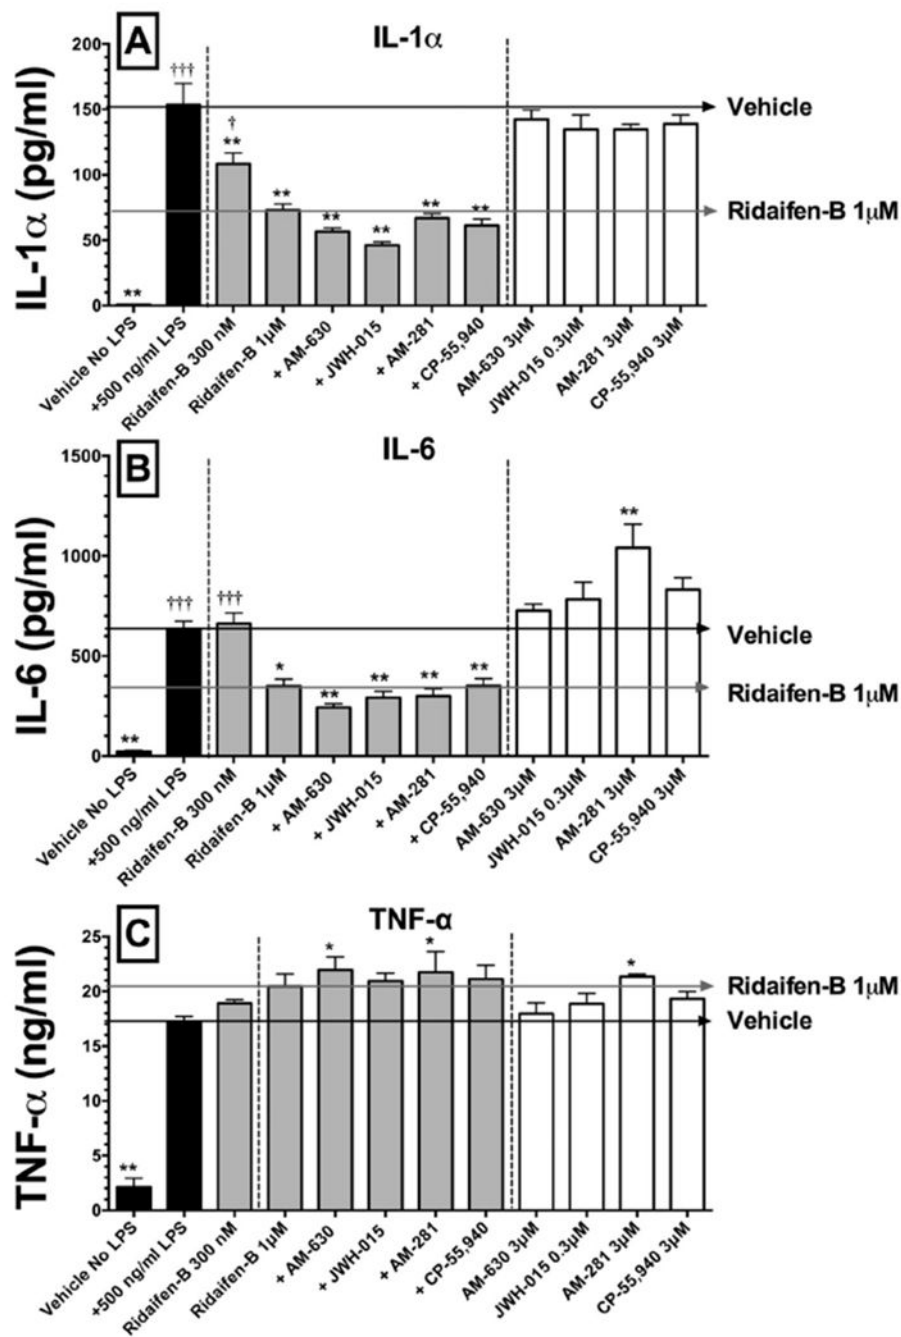 A
IL-1α
IL-1α (pg/ml)
200
150
100
50
0
**
†††
†
**
**
**
**
**
**
Vehicle
Ridaifen-B 1µM
Vehicle No LPS
+500 ng/ml LPS
Ridaifen-B 300 nM
Ridaifen-B 1µM
+ AM-630
+ JWH-015
+ AM-281
+ CP-55,940
AM-630 3µM
JWH-015 0.3µM
AM-281 3µM
CP-55,940 3µM
B
IL-6
IL-6 (pg/ml)
1500
1000
500
0
**
†††
†††
*
**
**
**
**
**
Vehicle
Ridaifen-B 1µM
Vehicle No LPS
+500 ng/ml LPS
Ridaifen-B 300 nM
Ridaifen-B 1µM
+ AM-630
+ JWH-015
+ AM-281
+ CP-55,940
AM-630 3µM
JWH-015 0.3µM
AM-281 3µM
CP-55,940 3µM
C
TNF-α
TNF-α (ng/ml)
25
20
15
10
5
0
**
*
*
*
Ridaifen-B 1µM
Vehicle
Vehicle No LPS
+500 ng/ml LPS
Ridaifen-B 300 nM
Ridaifen-B 1µM
+ AM-630
+ JWH-015
+ AM-281
+ CP-55,940
AM-630 3µM
JWH-015 0.3µM
AM-281 3µM
CP-55,940 3µM